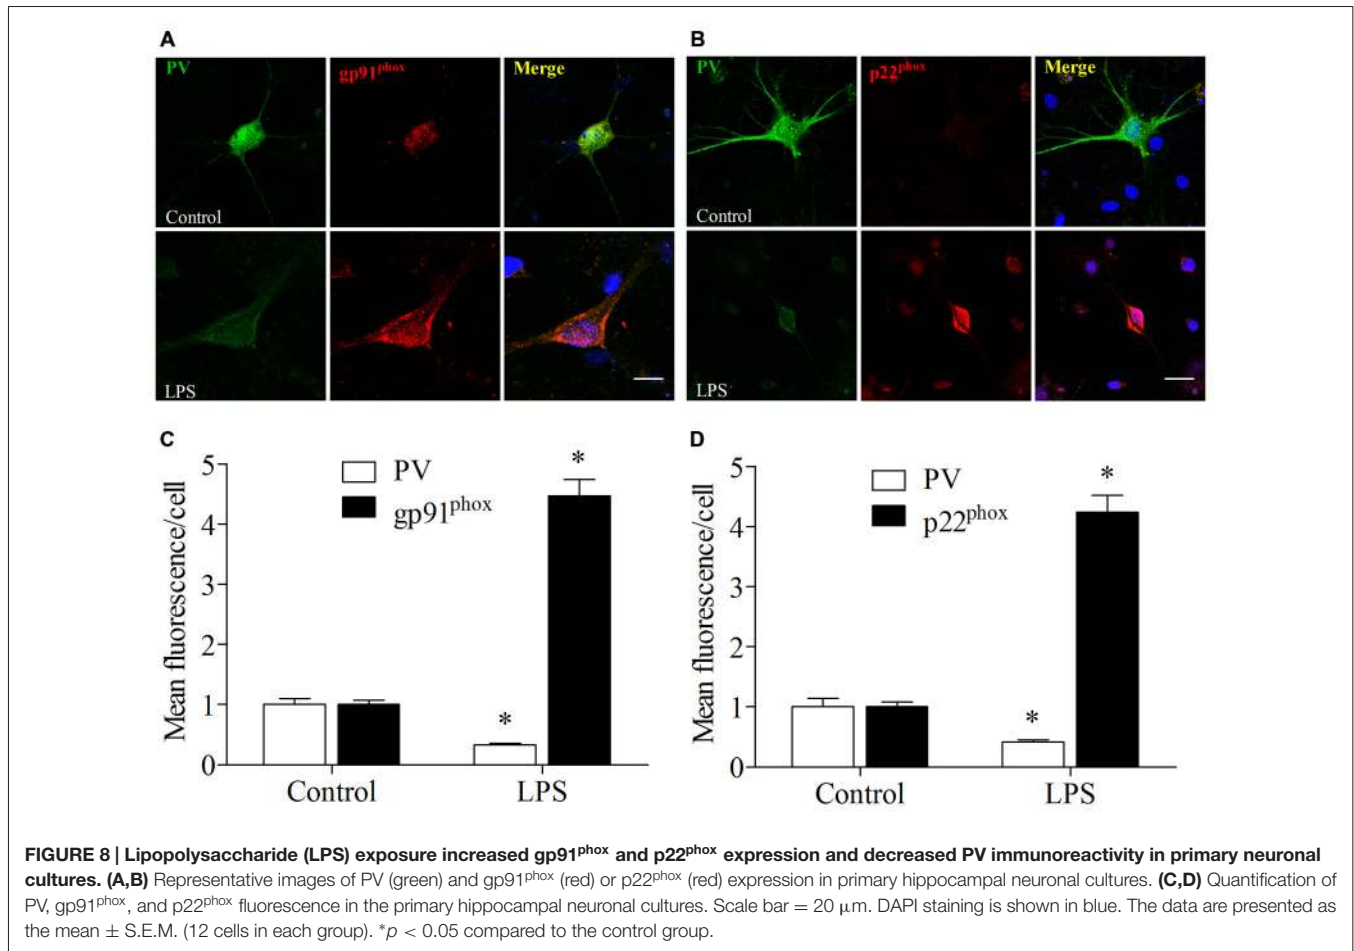 A
B
PV
gp91phox
Merge
PV
p22phox
Merge
Control
Control
LPS
LPS
C
D
5
4
3
2
1
0
Mean fluorescence/cell
PV
gp91phox
*
*
Control
LPS
5
4
3
2
1
0
Mean fluorescence/cell
PV
p22phox
*
*
Control
LPS
FIGURE 8 | Lipopolysaccharide (LPS) exposure increased gp91phox and p22phox expression and decreased PV immunoreactivity in primary neuronal
cultures. (A,B) Representative images of PV (green) and gp91phox (red) or p22phox (red) expression in primary hippocampal neuronal cultures. (C,D) Quantification of
PV, gp91phox, and p22phox fluorescence in the primary hippocampal neuronal cultures. Scale bar = 20 μm. DAPI staining is shown in blue. The data are presented as
the mean ± S.E.M. (12 cells in each group). *p < 0.05 compared to the control group.